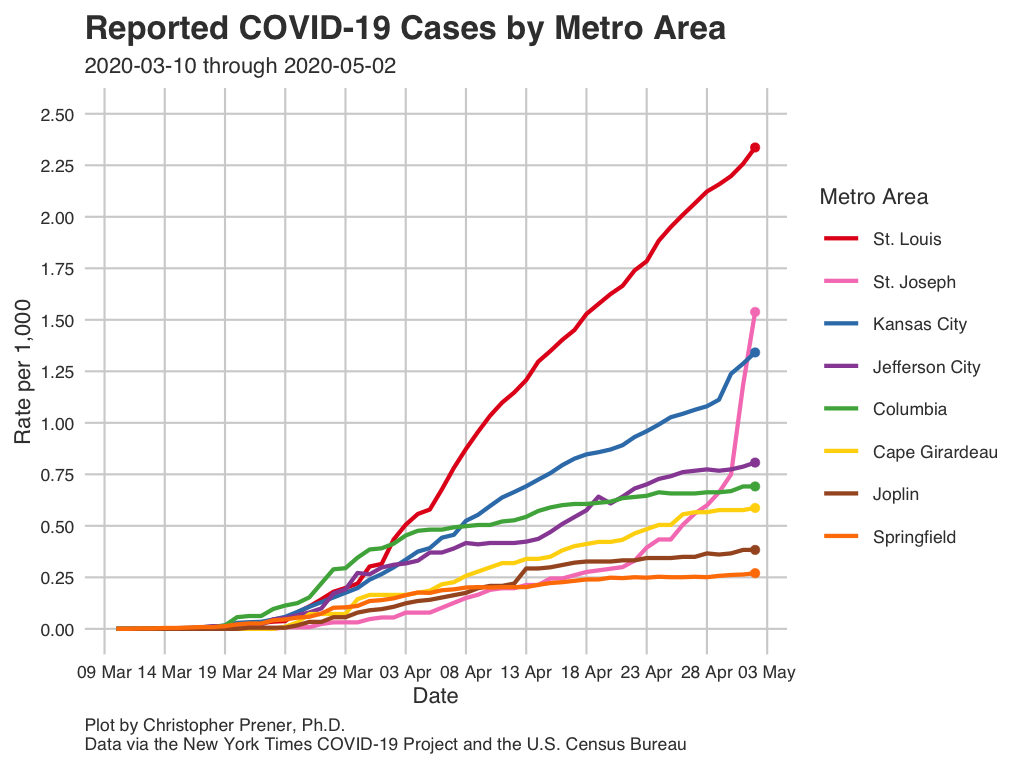 Reported COVID-19 Cases by Metro Area
2020-03-10 through 2020-05-02
2.50
2.25
2.00
1.75
1.50
1.25
1.00
0.75
0.50
0.25
0.00
Rate per 1,000
09 Mar 14 Mar 19 Mar 24 Mar 29 Mar 03 Apr 08 Apr 13 Apr 18 Apr 23 Apr 28 Apr 03 May
Date
Metro Area
St. Louis
St. Joseph
Kansas City
Jefferson City
Columbia
Cape Girardeau
Joplin
Springfield
Plot by Christopher Prener, Ph.D.
Data via the New York Times COVID-19 Project and the U.S. Census Bureau